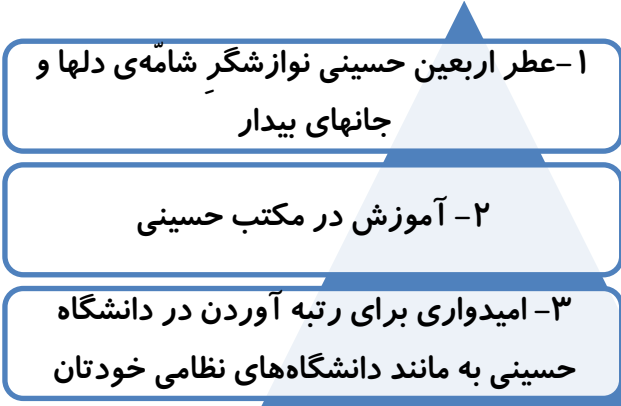 ۱-عطر اربعین حسینی نوازشگرِ شامّه‌ی دلها و
جانهای بیدار
۲- آموزش در مکتب حسینی
۳- امیدواری برای رتبه آوردن در دانشگاه
حسینی به مانند دانشگاه‌های نظامی خودتان